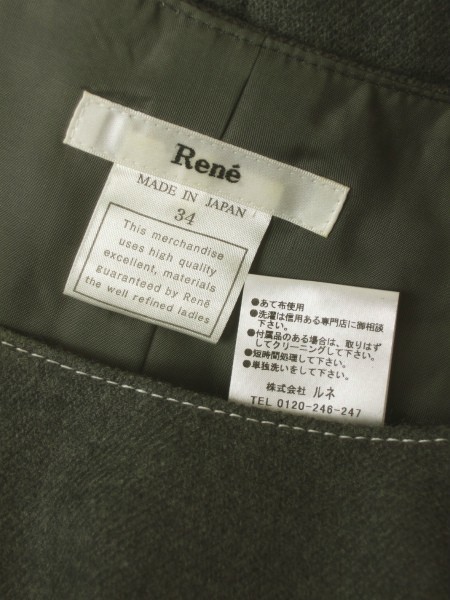 René
MADE IN JAPAN
34
This merchandise
uses high quality
excellent, materials
guaranteed by René
the well refined ladies
●あて布使用
●洗濯は信用ある専門店に御相談
下さい。
●付属品のある場合は、取りはず
してクリーニングして下さい。
●短時間処理して下さい。
●単独洗いをして下さい。
株式会社 ルネ
TEL 0120-246-247